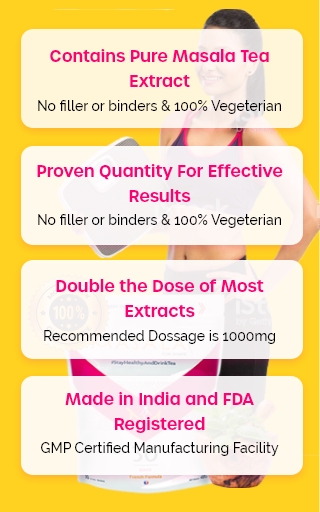 Contains Pure Masala Tea
Extract
No filler or binders & 100% Vegeterian
Proven Quantity For Effective
Results
No filler or binders & 100% Vegeterian
Double the Dose of Most
Extracts
Recommended Dossage is 1000mg
100%
#StayHealthyAndDrinkTea
Made in India and FDA
Registered
GMP Certified Manufacturing Facility